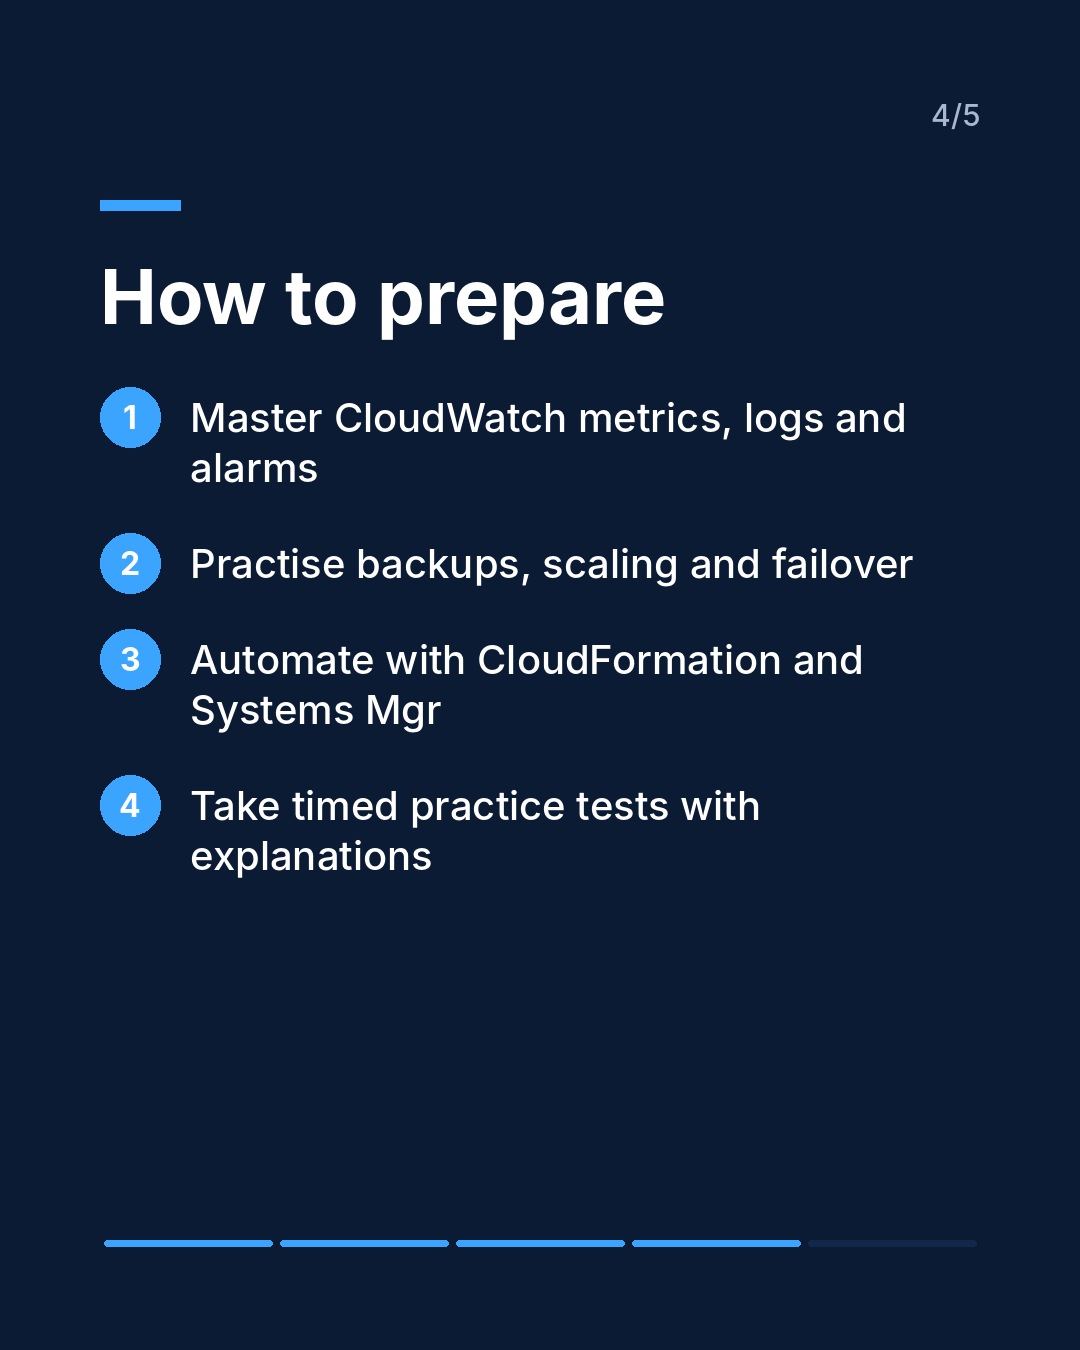 4/5
How to prepare
1 Master CloudWatch metrics, logs and
alarms
2 Practise backups, scaling and failover
3 Automate with CloudFormation and
Systems Mgr
4 Take timed practice tests with
explanations